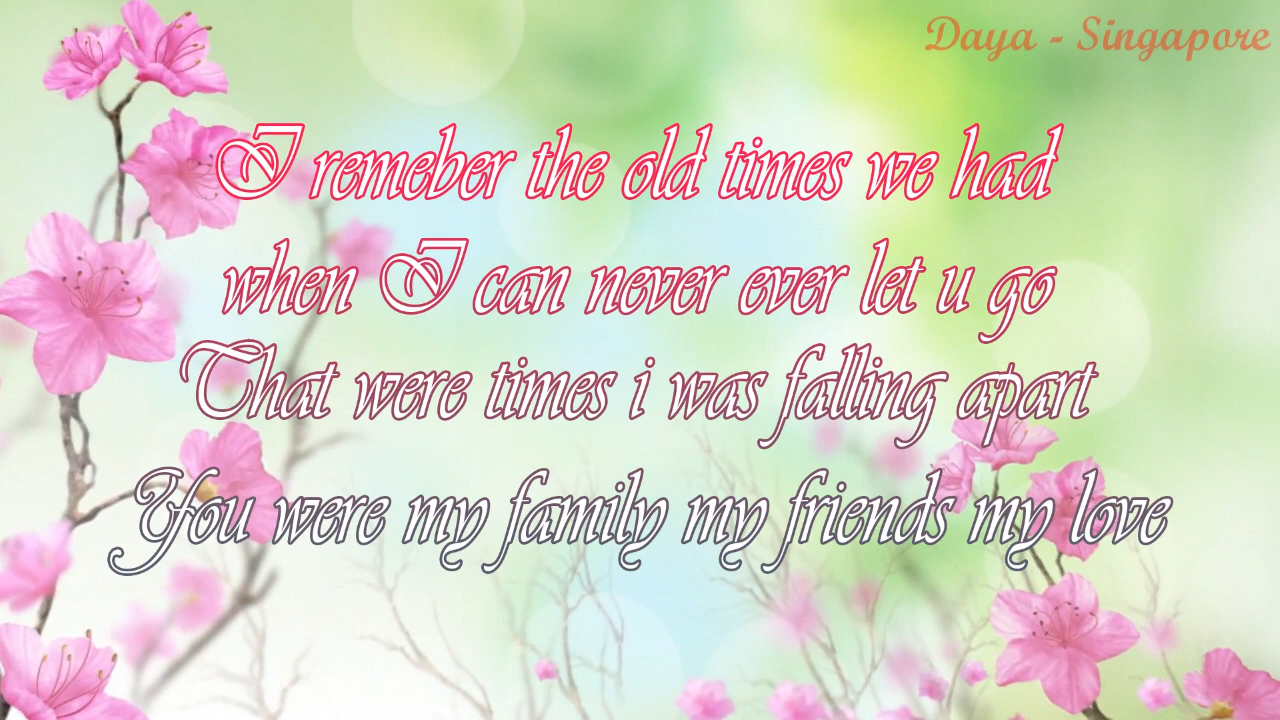 Daya - Singapore
I remeber the old times we had
when I can never ever let u go
That were times i was falling apart
You were my family my friends my love